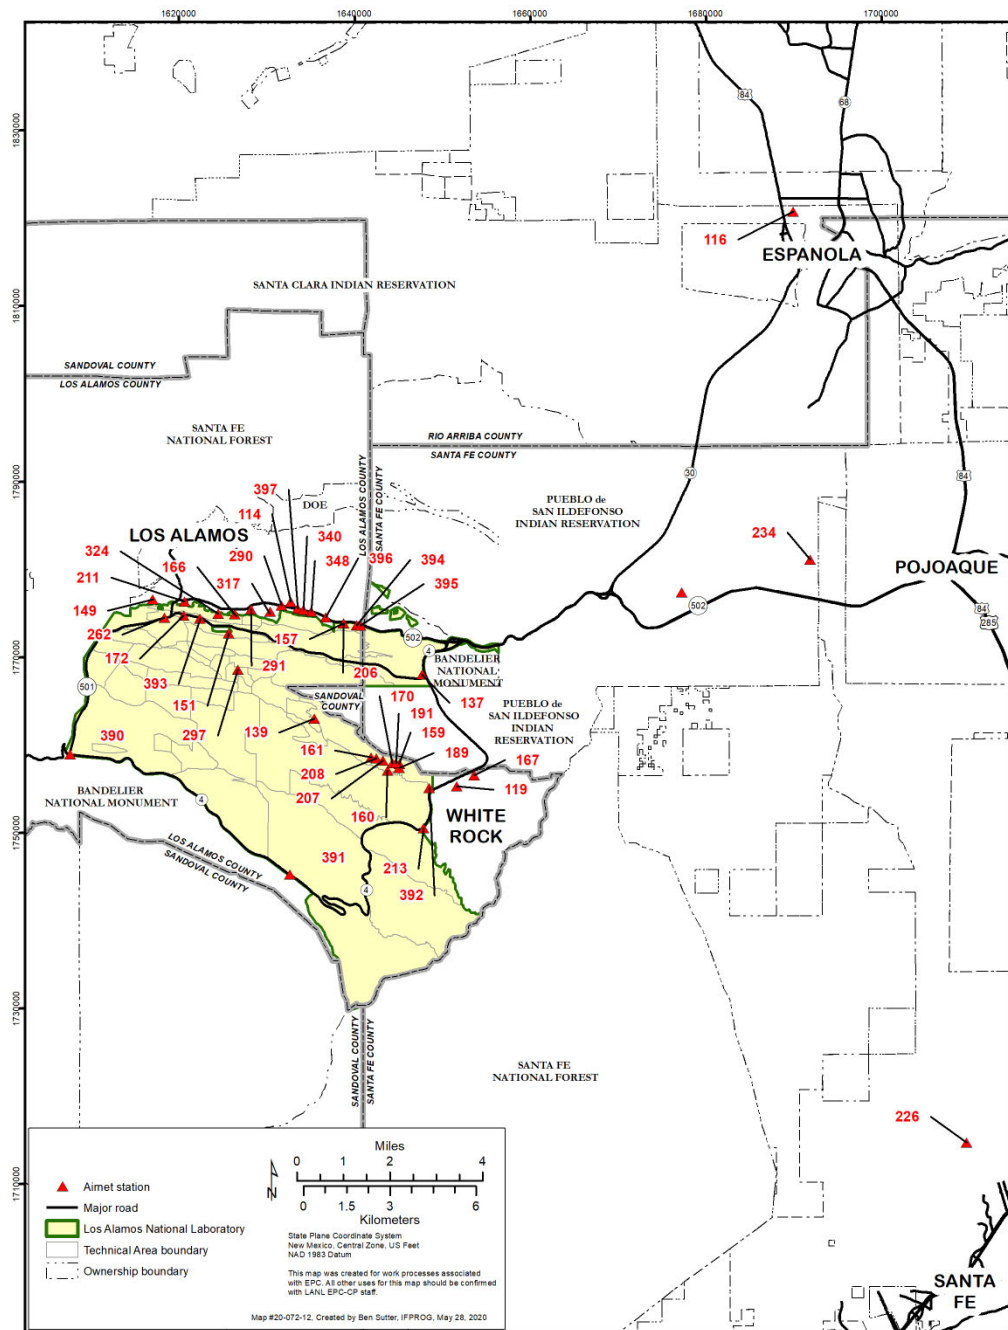 1620000
1640000
1660000
1680000
1700000
1830000
84
68
116
ESPANOLA
1810000
SANTA CLARA INDIAN RESERVATION
SANDOVAL COUNTY
LOS ALAMOS COUNTY
SANTA FE
NATIONAL FOREST
RIO ARRIBA COUNTY
SANTA FE COUNTY
LOS ALAMOS COUNTY
SANTA FE COUNTY
1790000
30
84
397
DOE
114
PUEBLO de
SAN ILDEFONSO
INDIAN RESERVATION
LOS ALAMOS
340
324
290
396
394
234
166
348
211
317
395
POJOAQUE
149
502
84
285
262
157
502
172
4
1770000
393
291
206
BANDELIER
NATIONAL
MONUMENT
501
151
SANDOVAL
COUNTY
170
137
139
191
PUEBLO de
SAN ILDEFONSO
INDIAN
RESERVATION
390
297
161
159
208
189
167
207
119
BANDELIER
NATIONAL MONUMENT
4
160
WHITE
ROCK
1750000
LOS ALAMOS COUNTY
SANDOVAL COUNTY
391
213
4
392
1730000
SANDOVAL COUNTY
SANTA FE COUNTY
SANTA FE
NATIONAL FOREST
226
1710000
Miles
0 1 2 4
N
0 1.5 3 6
Kilometers
Airnet station
Major road
Los Alamos National Laboratory
Technical Area boundary
Ownership boundary
State Plane Coordinate System
New Mexico, Central Zone, US Feet
NAD 1983 Datum
This map was created for work processes associated
with EPC. All other uses for this map should be confirmed
with LANL EPC-CP staff.
Map #20-072-12, Created by Ben Sutter, IFPROG, May 28, 2020
SANTA
FE